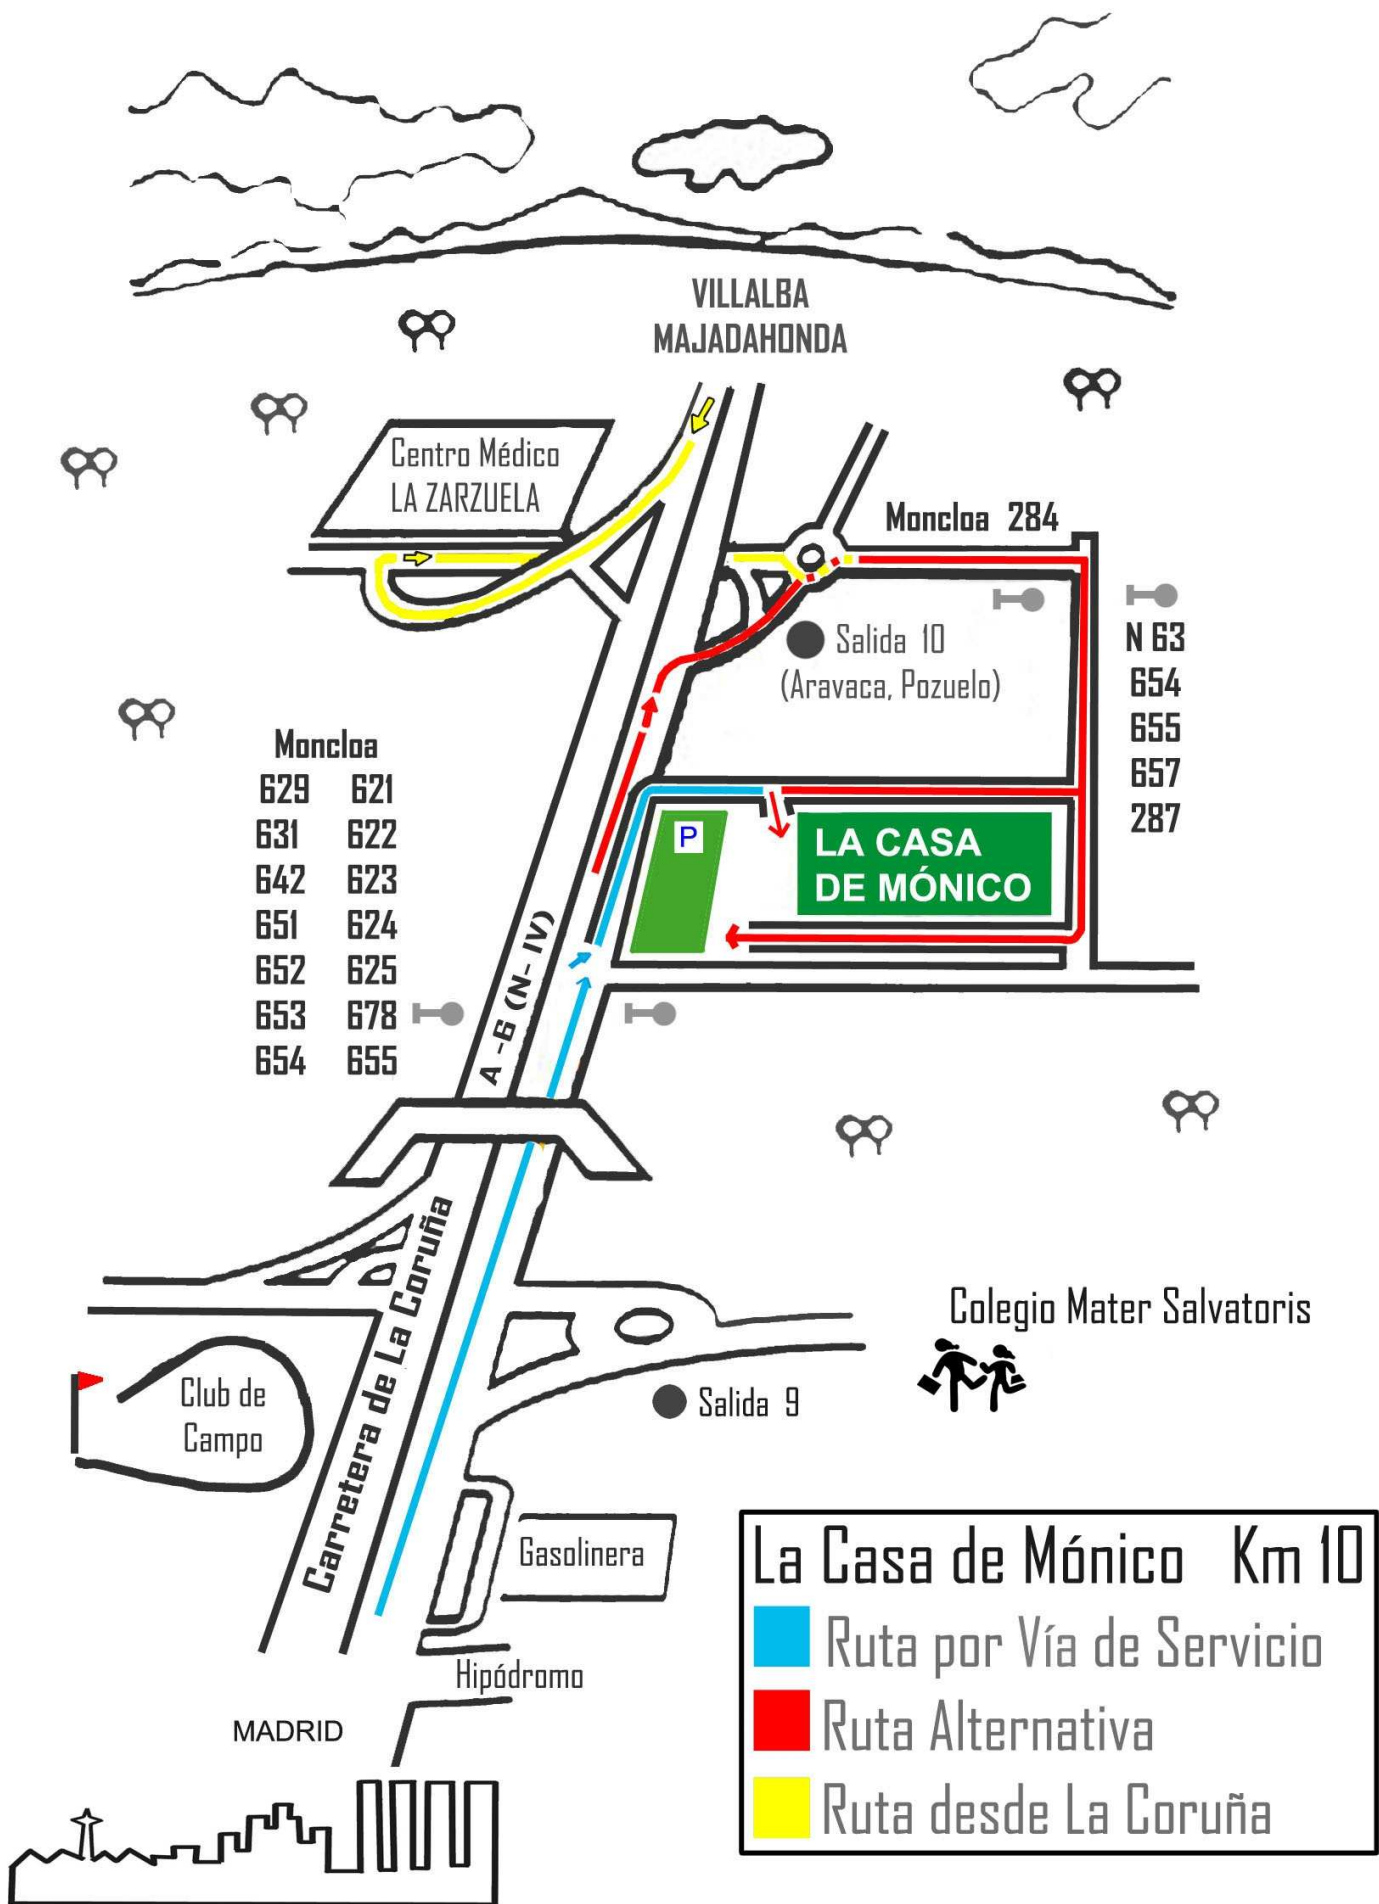 VILLALBA
MAJADAHONDA
Centro Médico
LA ZARZUELA
Moncloa 284
Salida 10
(Aravaca, Pozuelo)
N 63
654
655
657
287
Moncloa
629 621
631 622
642 623
651 624
652 625
653 678
654 655
P
LA CASA
DE MÓNICO
A -6 (N- IV)
Carretera de La Coruña
Colegio Mater Salvatoris
Club de
Campo
Salida 9
Gasolinera
Hipódromo
MADRID
La Casa de Mónico Km 10
Ruta por Vía de Servicio
Ruta Alternativa
Ruta desde La Coruña